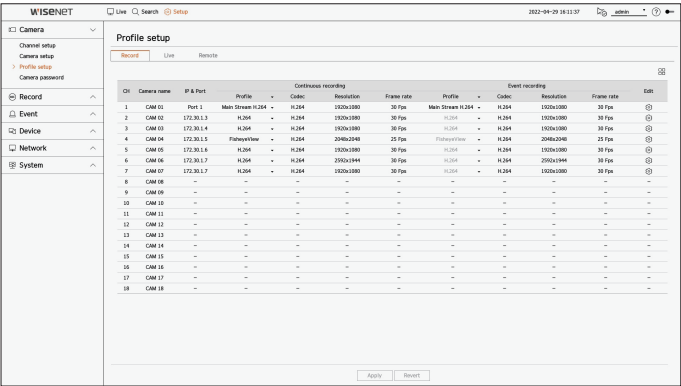 WISENET Live Search Setup 2022-04-29 16:11:37 admin
Camera
Channel setup
Camera setup
Profile setup
Camera password
Record
Event
Device
Network
System
Profile setup
Record Live Remote
CH Camera name IP & Port Continuous recording Event recording Edit
Profile Codec Resolution Frame rate Profile Codec Resolution Frame rate
1 CAM 01 Port 1 Main Stream H.264 H.264 1920x1080 30 Fps Main Stream H.264 H.264 1920x1080 30 Fps
2 CAM 02 172.30.1.3 H.264 H.264 1920x1080 30 Fps H.264 H.264 1920x1080 30 Fps
3 CAM 03 172.30.1.4 H.264 H.264 1920x1080 30 Fps H.264 H.264 1920x1080 30 Fps
4 CAM 04 172.30.1.5 FisheyeView H.264 2048x2048 25 Fps FisheyeView H.264 2048x2048 25 Fps
5 CAM 05 172.30.1.6 H.264 H.264 1920x1080 30 Fps H.264 H.264 1920x1080 30 Fps
6 CAM 06 172.30.1.7 H.264 H.264 2592x1944 30 Fps H.264 H.264 2592x1944 30 Fps
7 CAM 07 172.30.1.7 H.264 H.264 1920x1080 30 Fps H.264 H.264 1920x1080 30 Fps
8 CAM 08 – – – – – – – – – –
9 CAM 09 – – – – – – – – – –
10 CAM 10 – – – – – – – – – –
11 CAM 11 – – – – – – – – – –
12 CAM 12 – – – – – – – – – –
13 CAM 13 – – – – – – – – – –
14 CAM 14 – – – – – – – – – –
15 CAM 15 – – – – – – – – – –
16 CAM 16 – – – – – – – – – –
17 CAM 17 – – – – – – – – – –
18 CAM 18 – – – – – – – – – –
Apply Revert